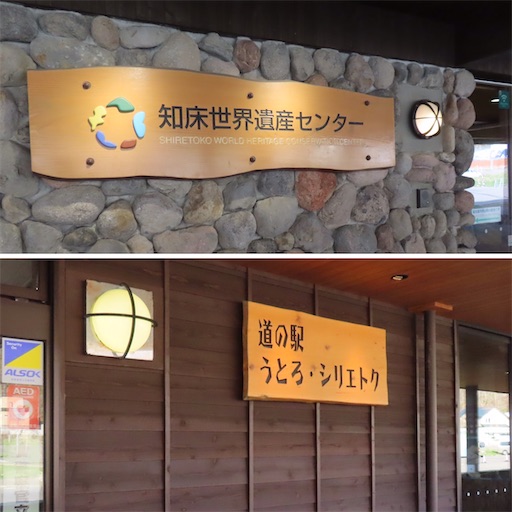 知床世界遺産センター
SHIRETOKO WORLD HERITAGE CONSERVATION CENTER
道の駅
うとろ・シリエトク
ALSOK
AED